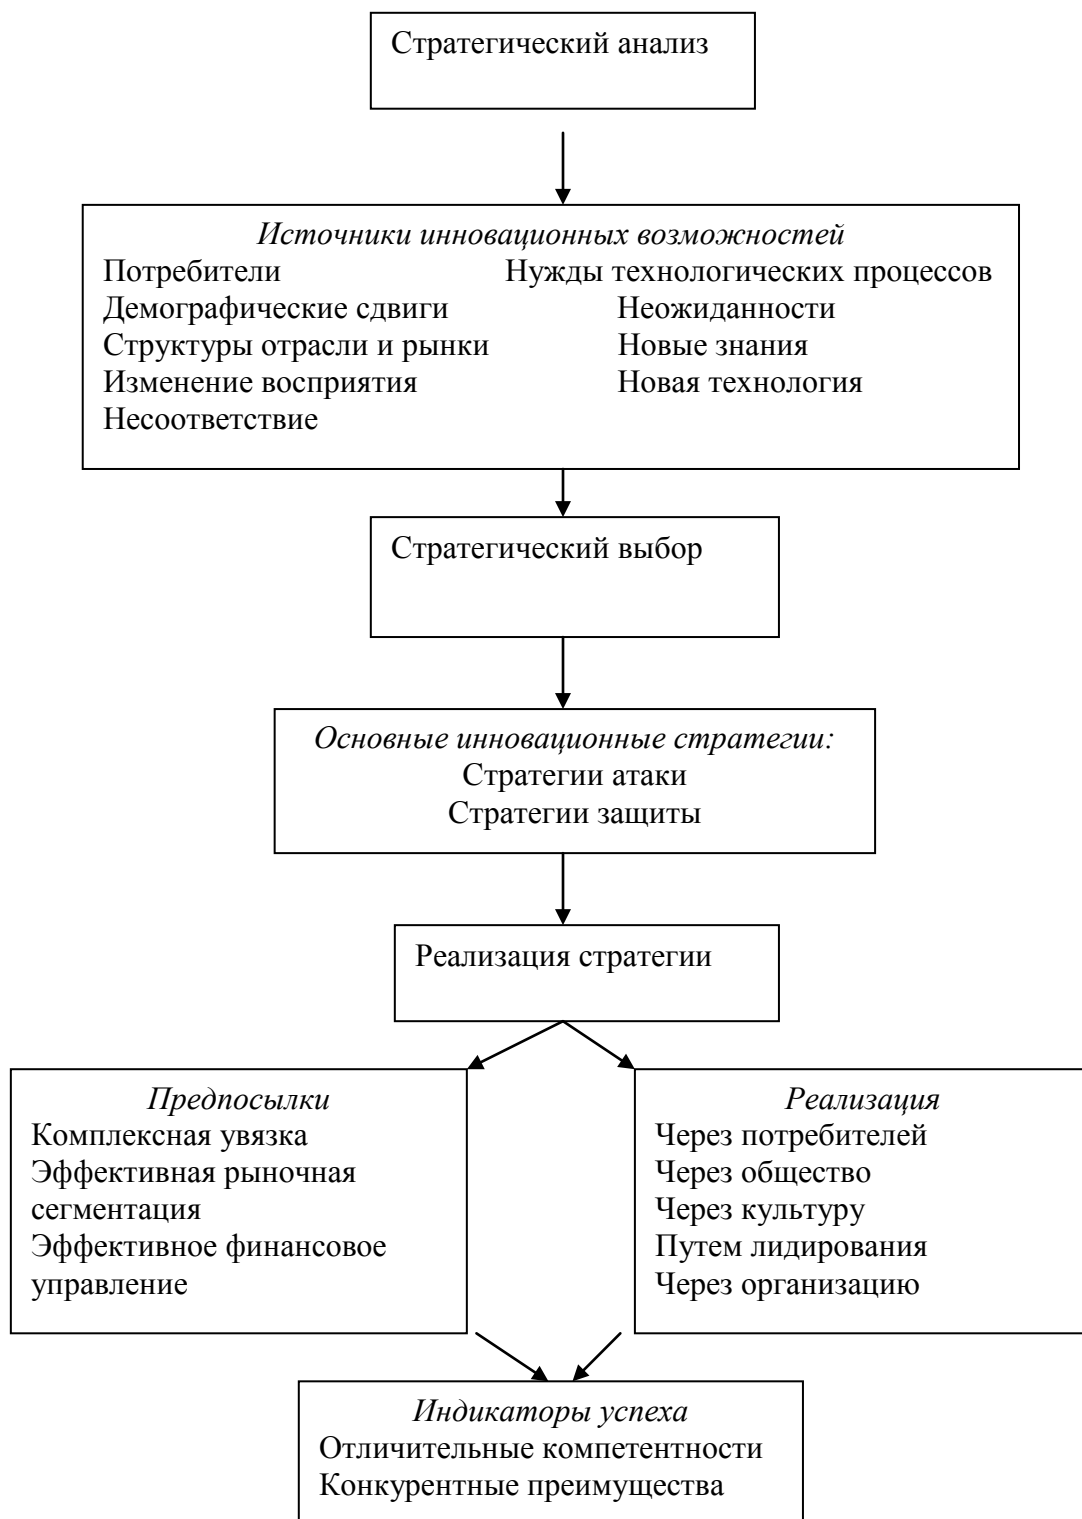 Стратегический анализ
Источники инновационных возможностей
Потребители Нужды технологических процессов
Демографические сдвиги Неожиданности
Структуры отрасли и рынки Новые знания
Изменение восприятия Новая технология
Несоответствие
Стратегический выбор
Основные инновационные стратегии:
Стратегии атаки
Стратегии защиты
Реализация стратегии
Предпосылки
Комплексная увязка
Эффективная рыночная
сегментация
Эффективное финансовое
управление
Реализация
Через потребителей
Через общество
Через культуру
Путем лидирования
Через организацию
Индикаторы успеха
Отличительные компетентности
Конкурентные преимущества